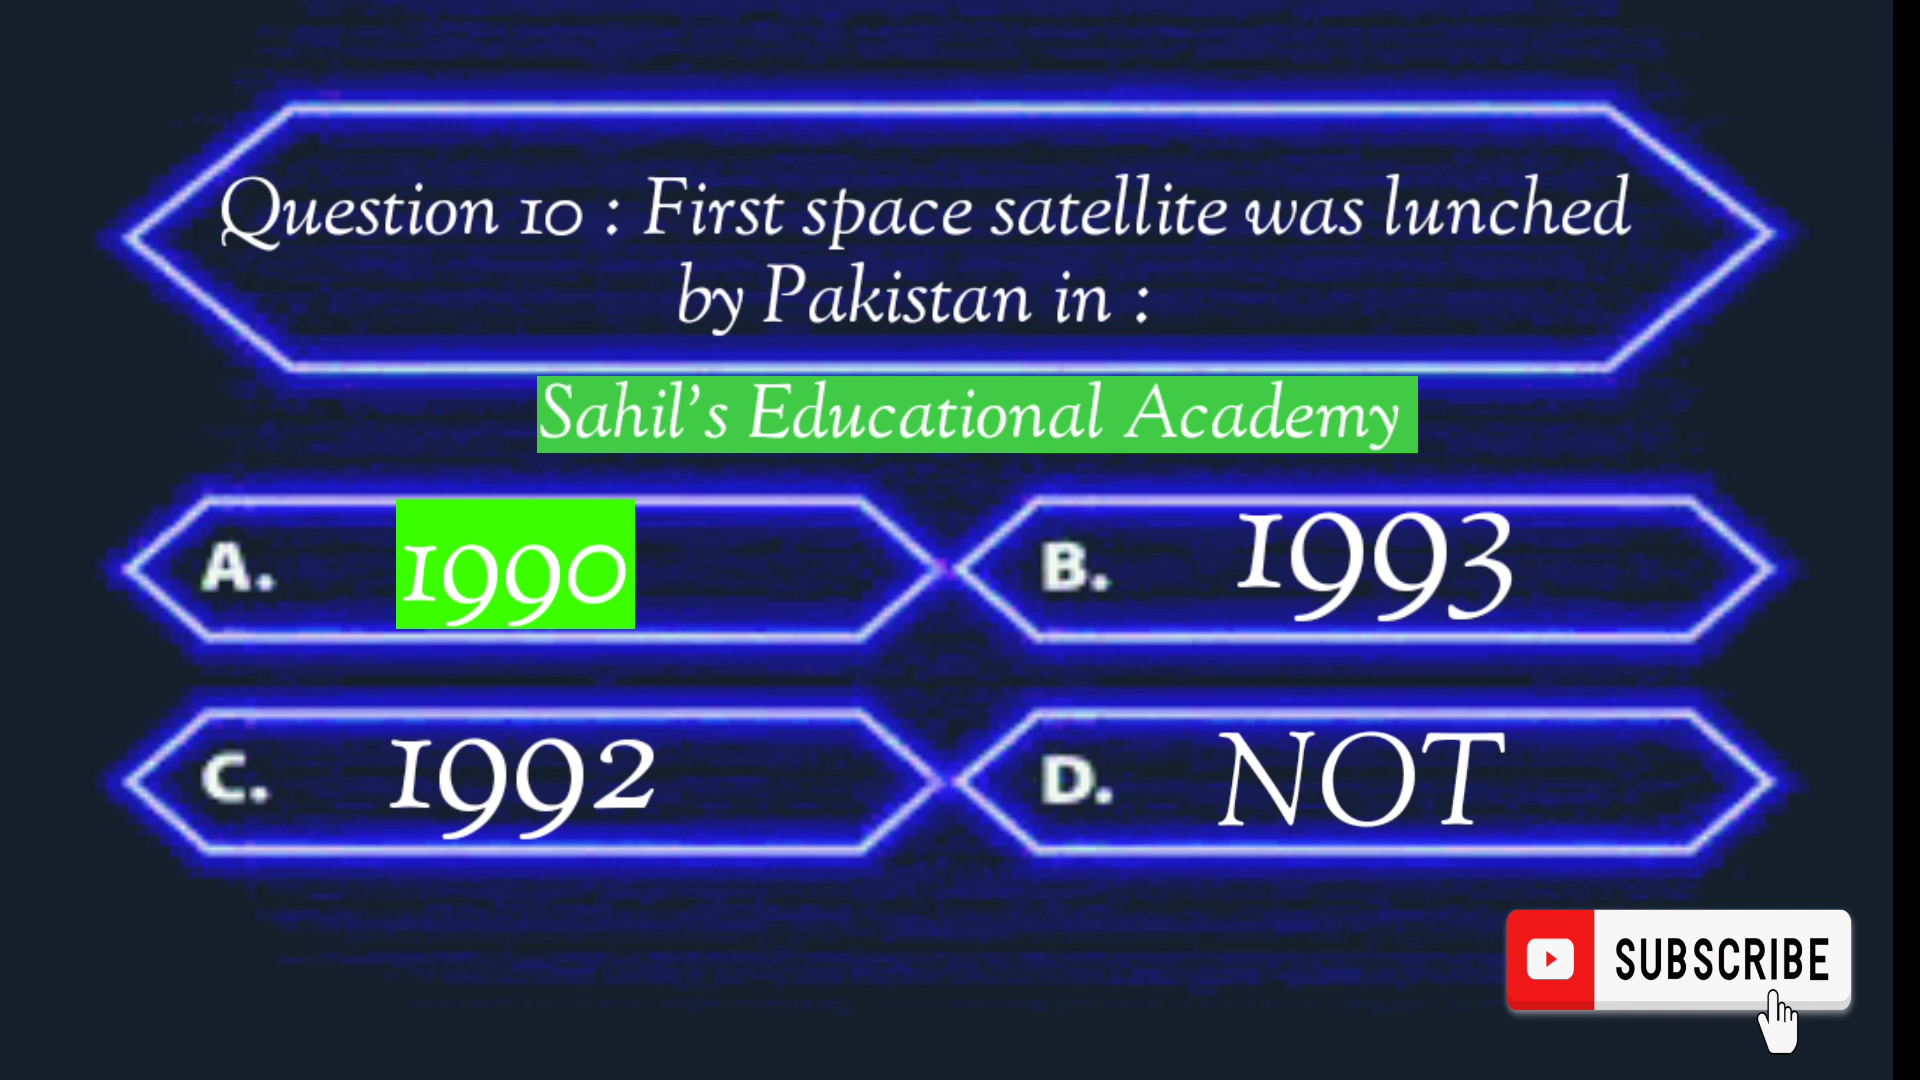 Question 10 : First space satellite was lunched
by Pakistan in :
Sahil's Educational Academy
A. 1990
B. 1993
C. 1992
D. NOT
SUBSCRIBE